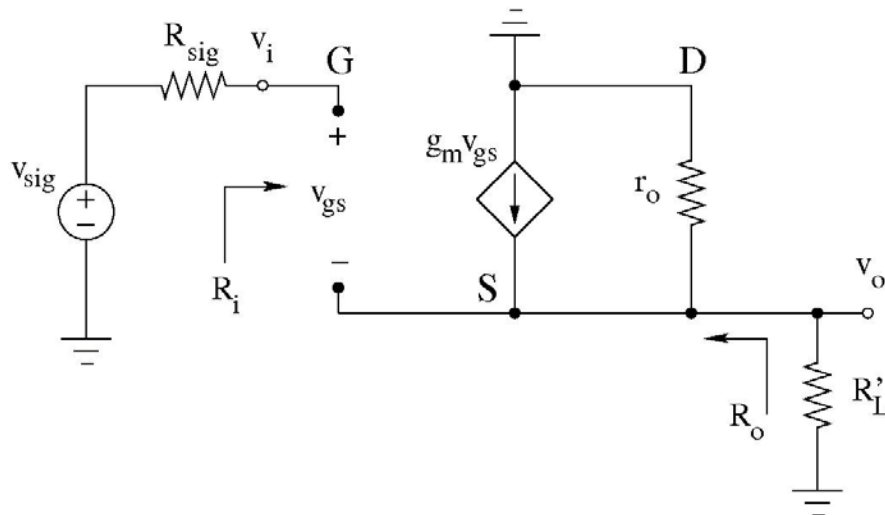 R_sig
v_i
G
D
+
g_m v_gs
r_o
v_sig
+
−
v_gs
R_i
−
S
v_o
R_o
R'_L